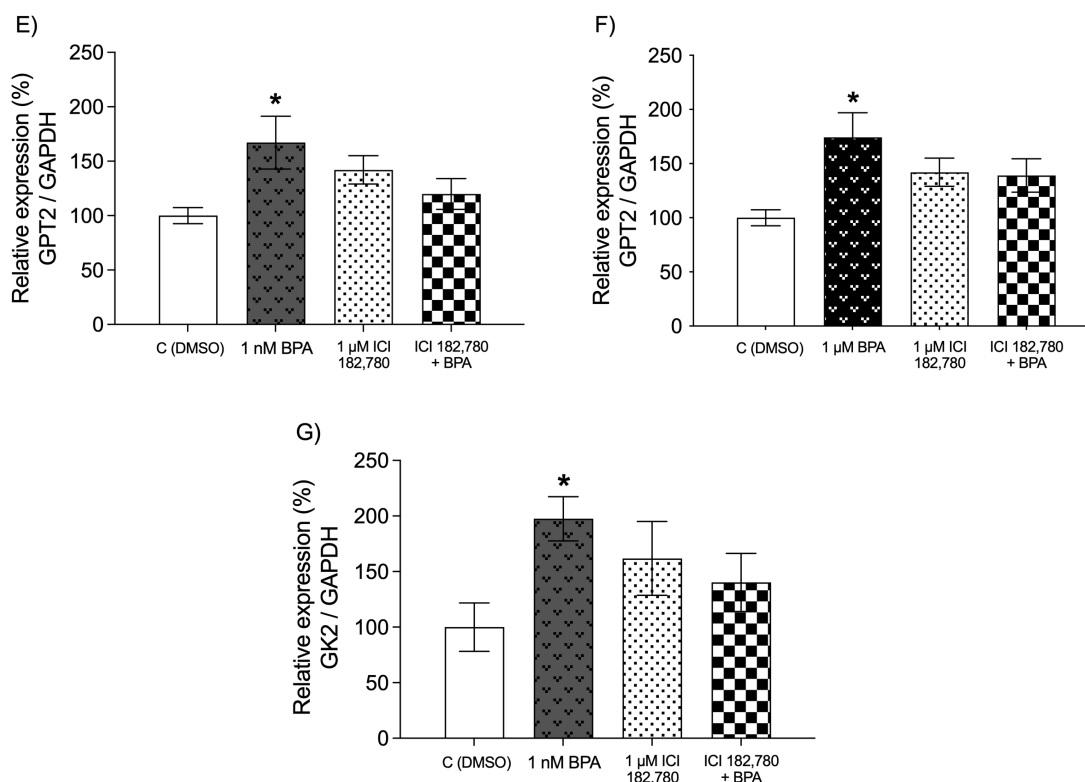 E)
Relative expression (%)
GPT2 / GAPDH
250
200
150
100
50
0
*
C (DMSO)
1 nM BPA
1 µM ICI
182,780
ICI 182,780
+ BPA
F)
Relative expression (%)
GPT2 / GAPDH
250
200
150
100
50
0
*
C (DMSO)
1 µM BPA
1 µM ICI
182,780
ICI 182,780
+ BPA
G)
Relative expression (%)
GK2 / GAPDH
250
200
150
100
50
0
*
C (DMSO)
1 nM BPA
1 µM ICI
182,780
ICI 182,780
+ BPA